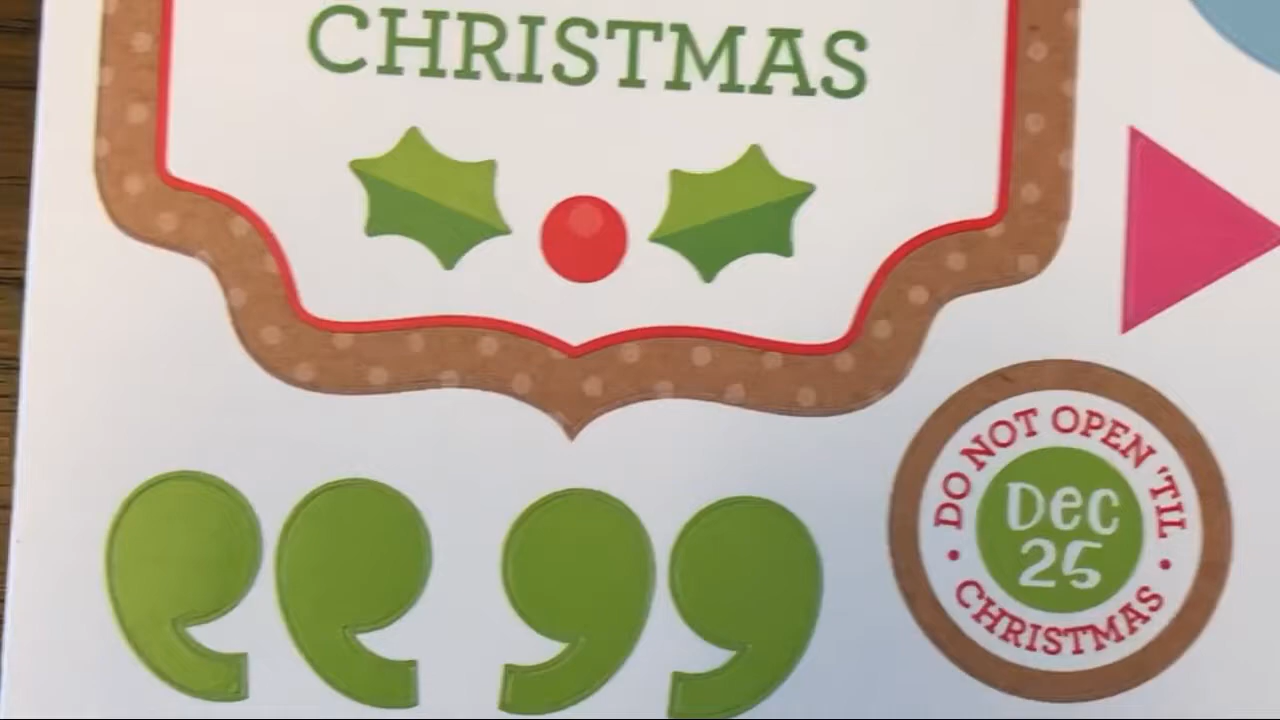 CHRISTMAS
DO NOT OPEN 'TIL
Dec
25
• CHRISTMAS •